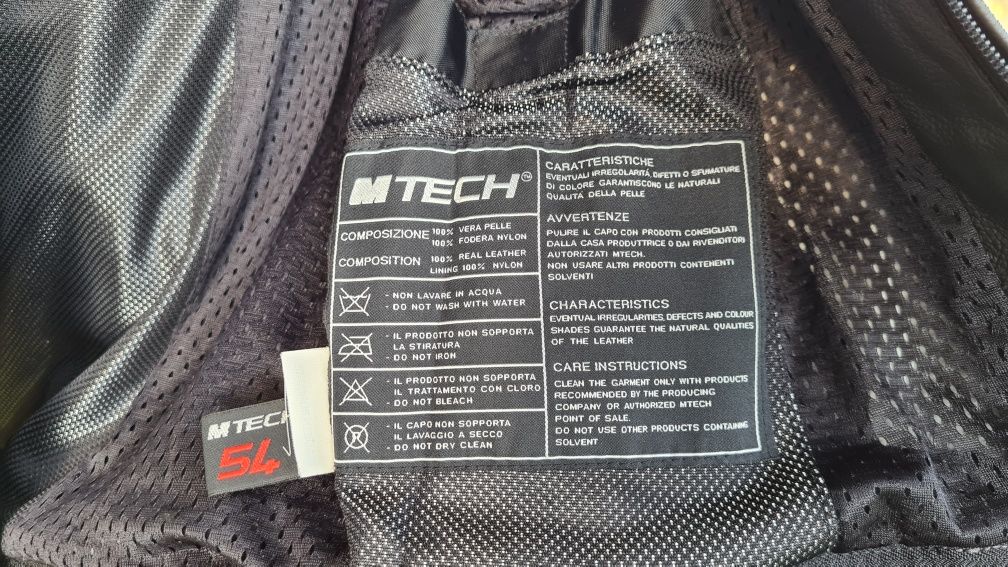 MTECH™
COMPOSIZIONE 100% VERA PELLE
100% FODERA NYLON
COMPOSITION 100% REAL LEATHER
LINING 100% NYLON
- NON LAVARE IN ACQUA
- DO NOT WASH WITH WATER
- IL PRODOTTO NON SOPPORTA
LA STIRATURA
- DO NOT IRON
- IL PRODOTTO NON SOPPORTA
IL TRATTAMENTO CON CLORO
- DO NOT BLEACH
- IL CAPO NON SOPPORTA
IL LAVAGGIO A SECCO
- DO NOT DRY CLEAN
CARATTERISTICHE
EVENTUALI IRREGOLARITÁ, DIFETTI O SFUMATURE
DI COLORE GARANTISCONO LE NATURALI
QUALITÁ DELLA PELLE
AVVERTENZE
PULIRE IL CAPO CON PRODOTTI CONSIGLIATI
DALLA CASA PRODUTTRICE O DAI RIVENDITORI
AUTORIZZATI MTECH.
NON USARE ALTRI PRODOTTI CONTENENTI
SOLVENTI
CHARACTERISTICS
EVENTUAL IRREGULARITIES, DEFECTS AND COLOUR
SHADES GUARANTEE THE NATURAL QUALITIES
OF THE LEATHER
CARE INSTRUCTIONS
CLEAN THE GARMENT ONLY WITH PRODUCTS
RECOMMENDED BY THE PRODUCING
COMPANY OR AUTHORIZED MTECH
POINT OF SALE.
DO NOT USE OTHER PRODUCTS CONTAINING
SOLVENT
MTECH
54